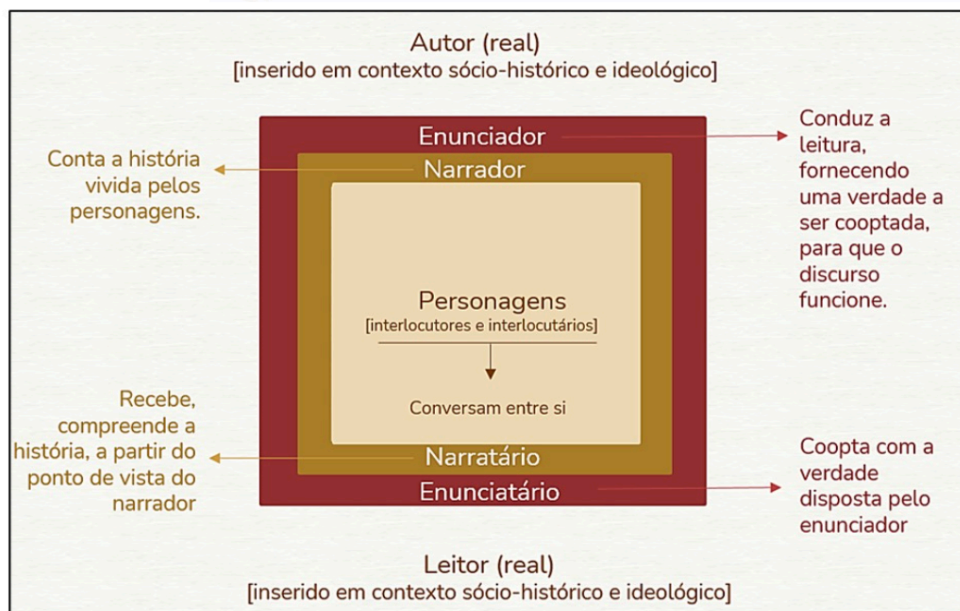 Autor (real)
[inserido em contexto sócio-histórico e ideológico]
Enunciador
Conduz a
leitura,
fornecendo
uma verdade a
ser cooptada,
para que o
discurso
funcione.
Narrador
Conta a história
vivida pelos
personagens.
Personagens
[interlocutores e interlocutários]
Conversam entre si
Recebe,
compreende a
história, a partir do
ponto de vista do
narrador
Narratário
Enunciatário
Coopta com a
verdade
disposta pelo
enunciador
Leitor (real)
[inserido em contexto sócio-histórico e ideológico]